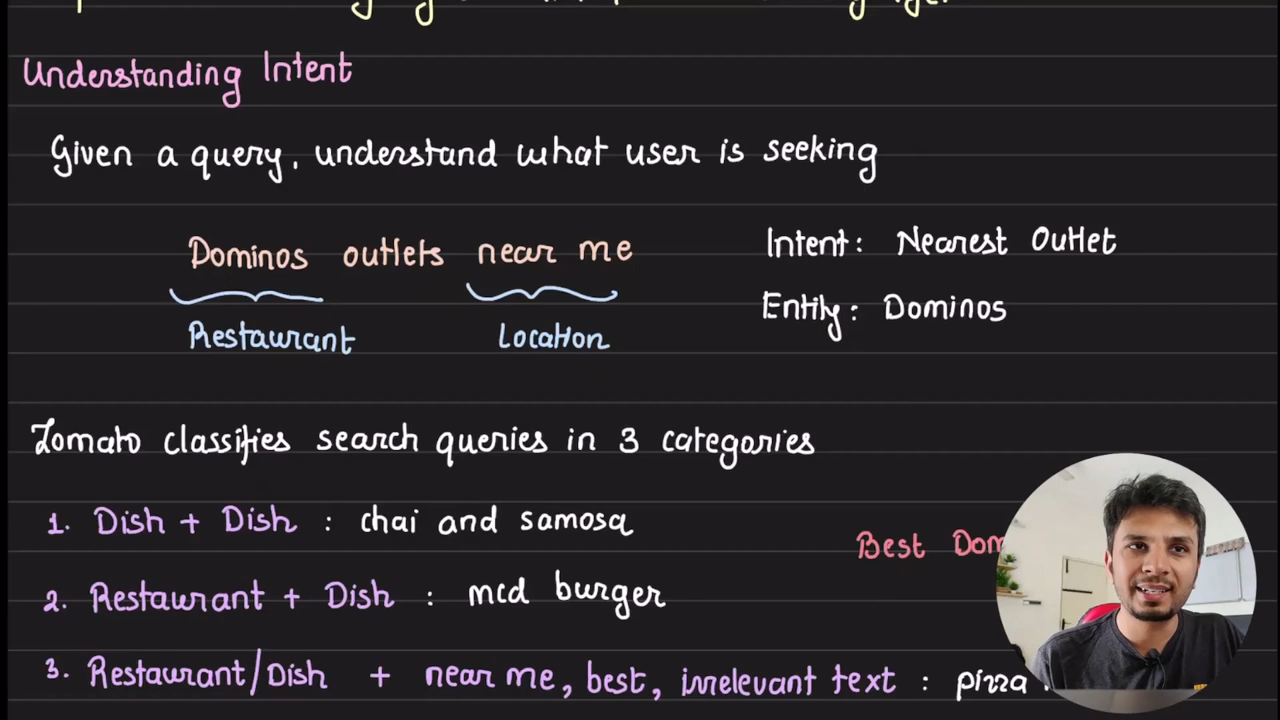 Understanding Intent
Given a query, understand what user is seeking
Dominos outlets near me
Restaurant Location
Intent: Nearest Outlet
Entity: Dominos
Zomato classifies search queries in 3 categories
1. Dish + Dish : chai and samosa
Best
2. Restaurant + Dish : mcd burger
3. Restaurant/Dish + near me, best, irrelevant text : pizza